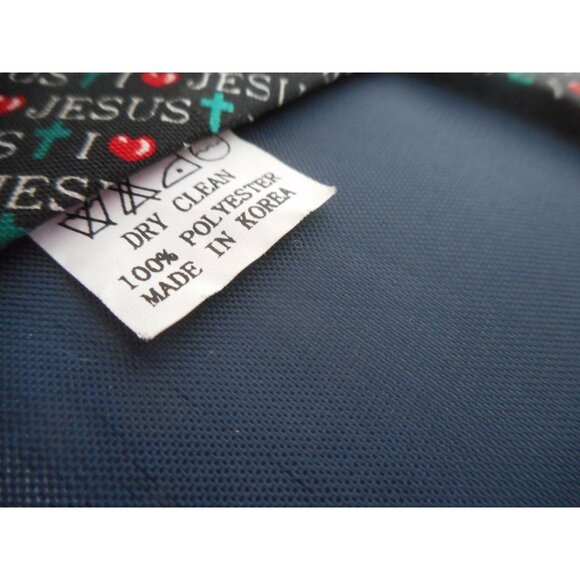 I ❤ JESUS
❤ JESUS ✝
S ✝ I ❤
JESUS
DRY CLEAN
100% POLYESTER
MADE IN KOREA